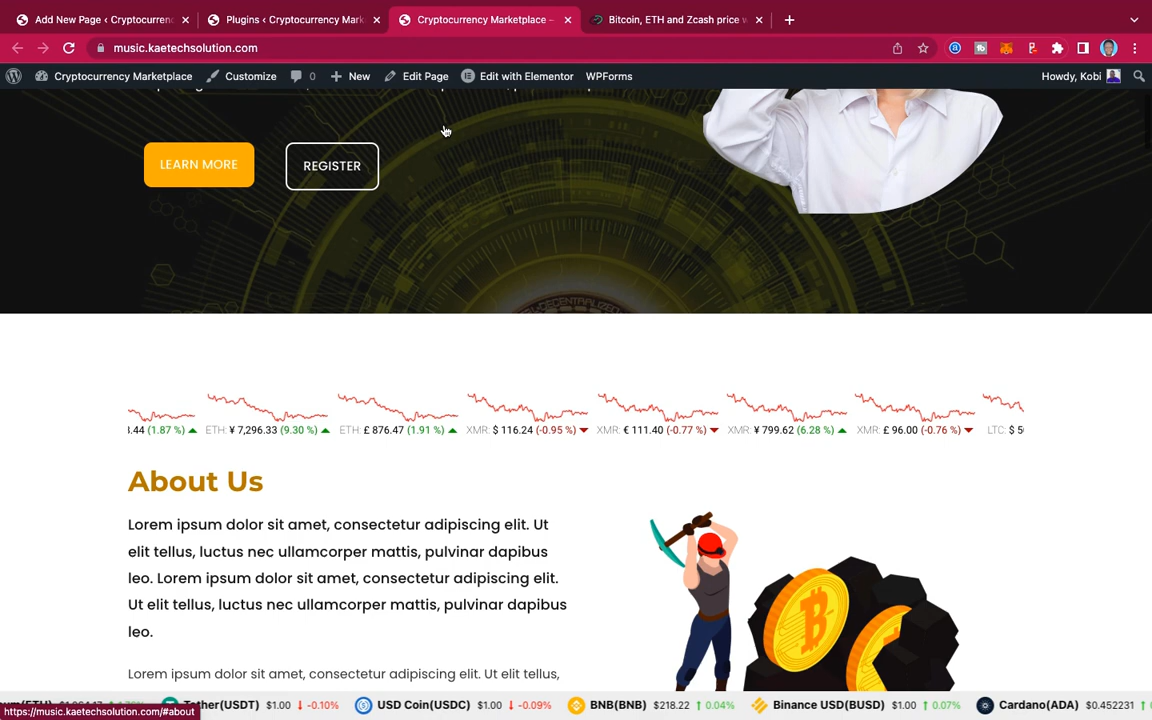 Add New Page ‹ Cryptocurrenc
Plugins ‹ Cryptocurrency Mark
Cryptocurrency Marketplace –
Bitcoin, ETH and Zcash price w
music.kaetechsolution.com
Cryptocurrency Marketplace
Customize
0
New
Edit Page
Edit with Elementor
WPForms
Howdy, Kobi
LEARN MORE
REGISTER
DECENTRALIZED
.44 (1.87 %)
ETH: ¥ 7,296.33 (9.30 %)
ETH: £ 876.47 (1.91 %)
XMR: $ 116.24 (-0.95 %)
XMR: € 111.40 (-0.77 %)
XMR: ¥ 799.62 (6.28 %)
XMR: £ 96.00 (-0.76 %)
LTC: $ 5
About Us
Lorem ipsum dolor sit amet, consectetur adipiscing elit. Ut
elit tellus, luctus nec ullamcorper mattis, pulvinar dapibus
leo. Lorem ipsum dolor sit amet, consectetur adipiscing elit.
Ut elit tellus, luctus nec ullamcorper mattis, pulvinar dapibus
leo.
Lorem ipsum dolor sit amet, consectetur adipiscing elit. Ut elit tellus,
Tether(USDT) $1.00 -0.10%
USD Coin(USDC) $1.00 -0.09%
BNB(BNB) $218.22 0.04%
Binance USD(BUSD) $1.00 0.07%
Cardano(ADA) $0.452231
https://music.kaetechsolution.com/#about